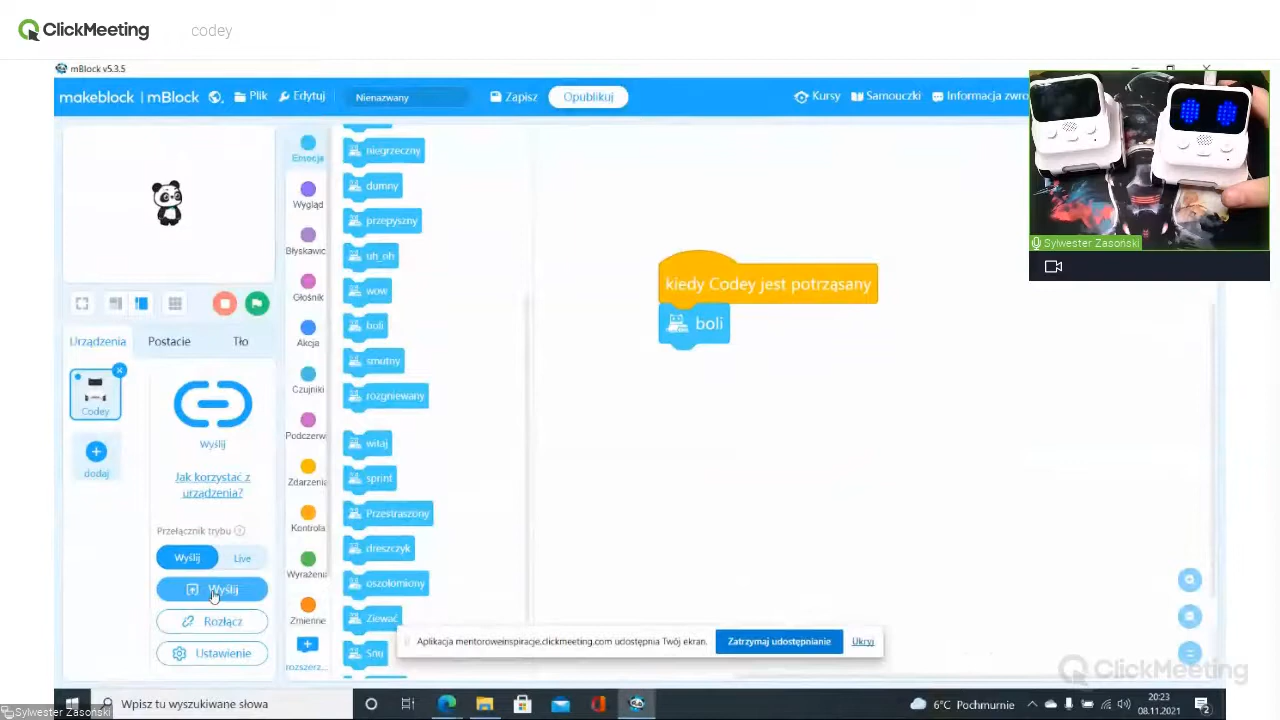 ClickMeeting
codey
mBlock v5.3.5
makeblock | mBlock
Plik
Edytuj
Nienazwany
Zapisz
Opublikuj
Kursy
Samouczki
Informacja zwro
Sylwester Zasoński
Emocja
Wygląd
Błyskawic
Głośnik
Akcja
Czujniki
Podczerw
Zdarzenia
Kontrola
Wyrażena
Zmienne
rozszerz...
niegrzeczny
dumny
przepyszny
uh_oh
wow
boli
smutny
rozgniewany
witaj
sprint
Przestraszony
dreszczyk
oszołomiony
Ziewać
Snu
kiedy Codey jest potrząsany
boli
Urządzenia
Postacie
Tło
Codey
dodaj
Wyślij
Jak korzystać z
urządzenia?
Przełącznik trybu
Wyślij
Live
Wyślij
Rozłącz
Ustawienie
Aplikacja mentoroweinspiracje.clickmeeting.com udostępnia Twój ekran.
Zatrzymaj udostępnianie
Ukryj
ClickMeeting
Wpisz tu wyszukiwane słowa
6°C Pochmurnie
20:23
08.11.2021
2
Sylwester Zasoński